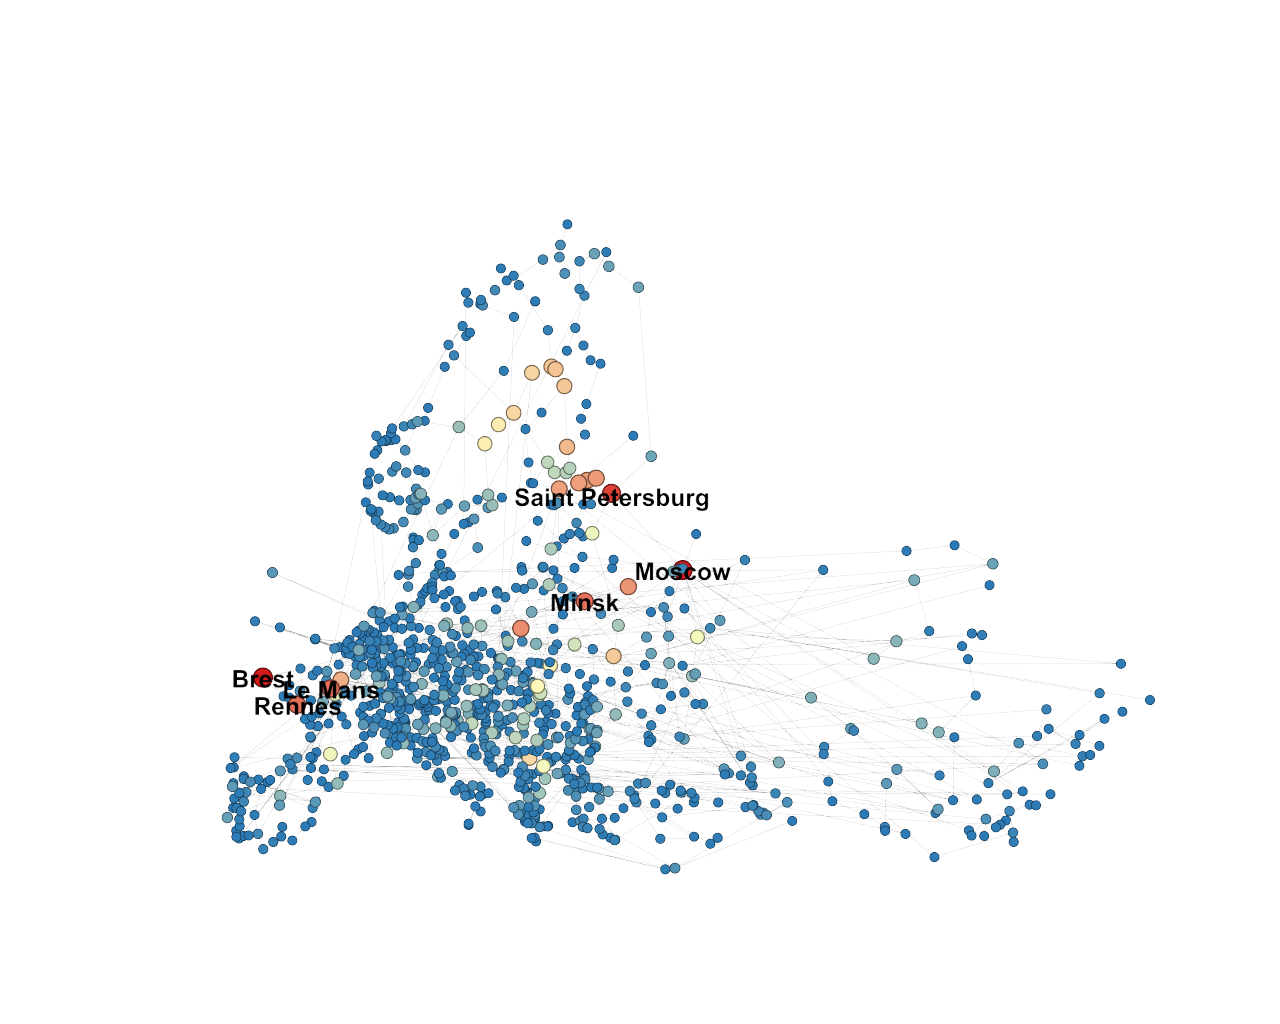 Saint Petersburg
Moscow
Minsk
Brest
Le Mans
Rennes